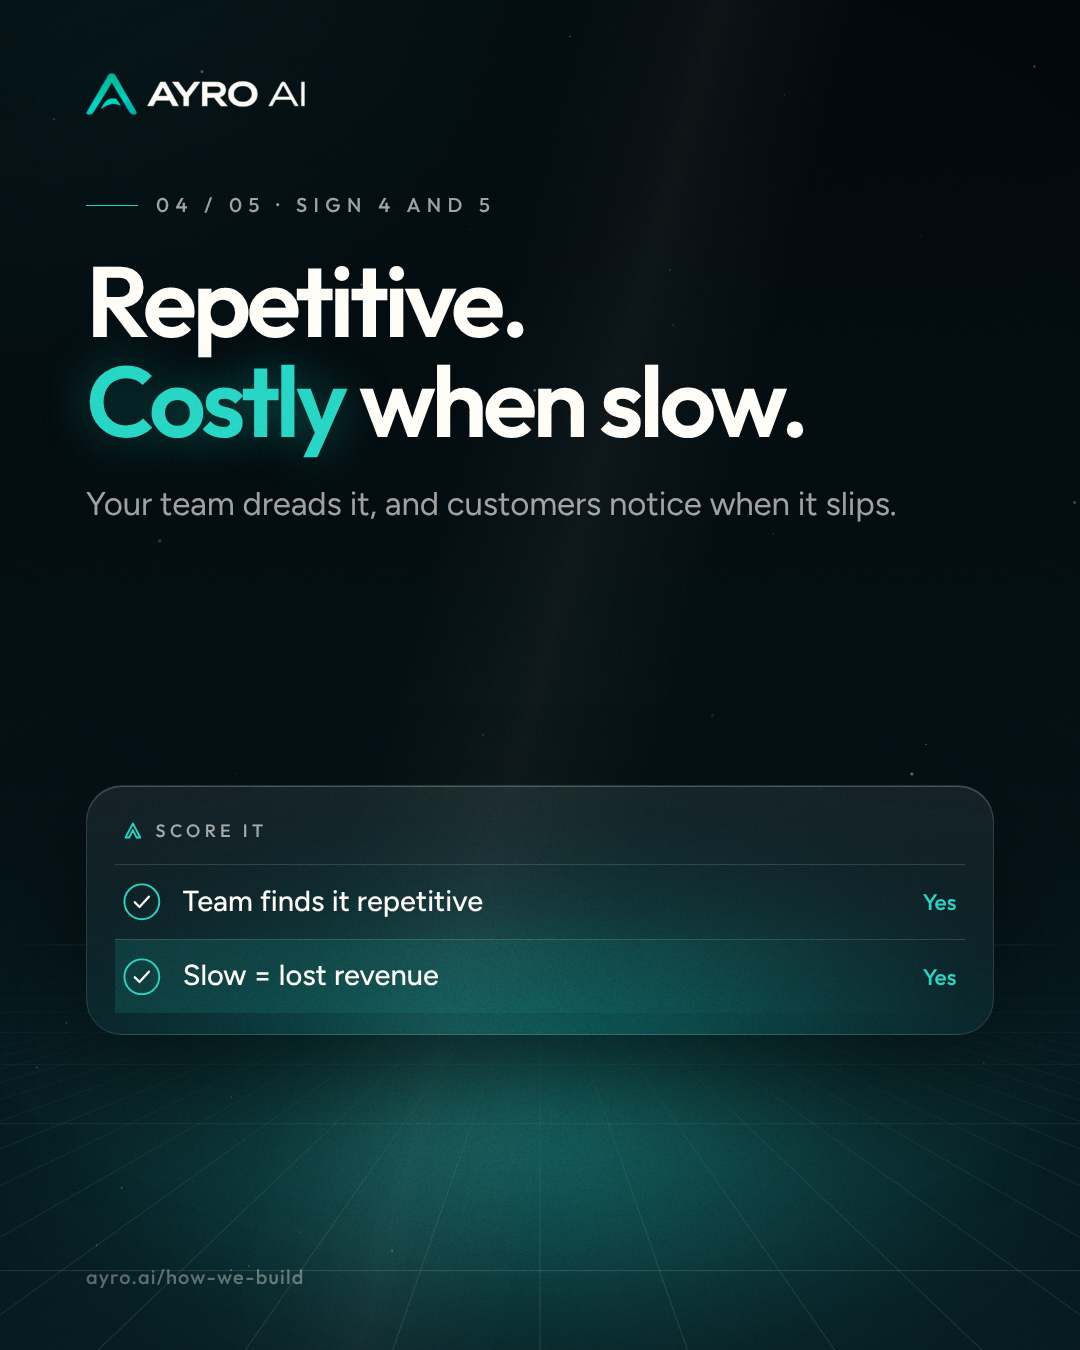 AYRO AI
04 / 05 · SIGN 4 AND 5
Repetitive.
Costly when slow.
Your team dreads it, and customers notice when it slips.
SCORE IT
Team finds it repetitive Yes
Slow = lost revenue Yes
ayro.ai/how-we-build